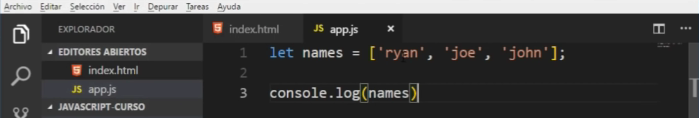 Archivo Editar Selección Ver Ir Depurar Tareas Ayuda
EXPLORADOR
index.html
JS app.js
EDITORES ABIERTOS
index.html
JS app.js
JAVASCRIPT-CURSO
1 let names = ['ryan', 'joe', 'john'];
2
3 console.log(names)